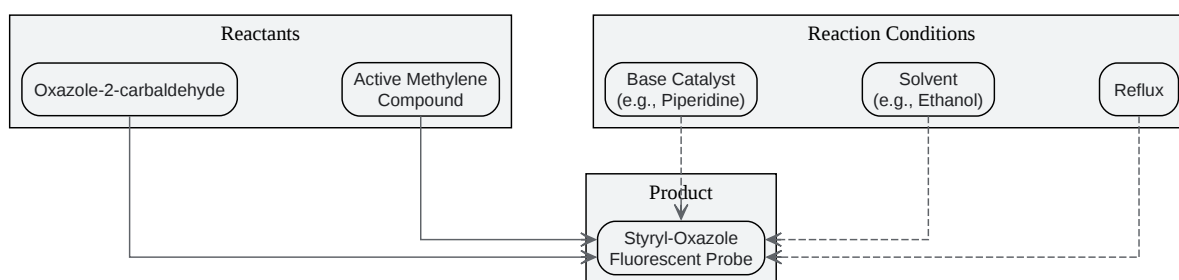 Reactants
Reaction Conditions
Oxazole-2-carbaldehyde
Active Methylene
Compound
Base Catalyst
(e.g., Piperidine)
Solvent
(e.g., Ethanol)
Reflux
Product
Styryl-Oxazole
Fluorescent Probe